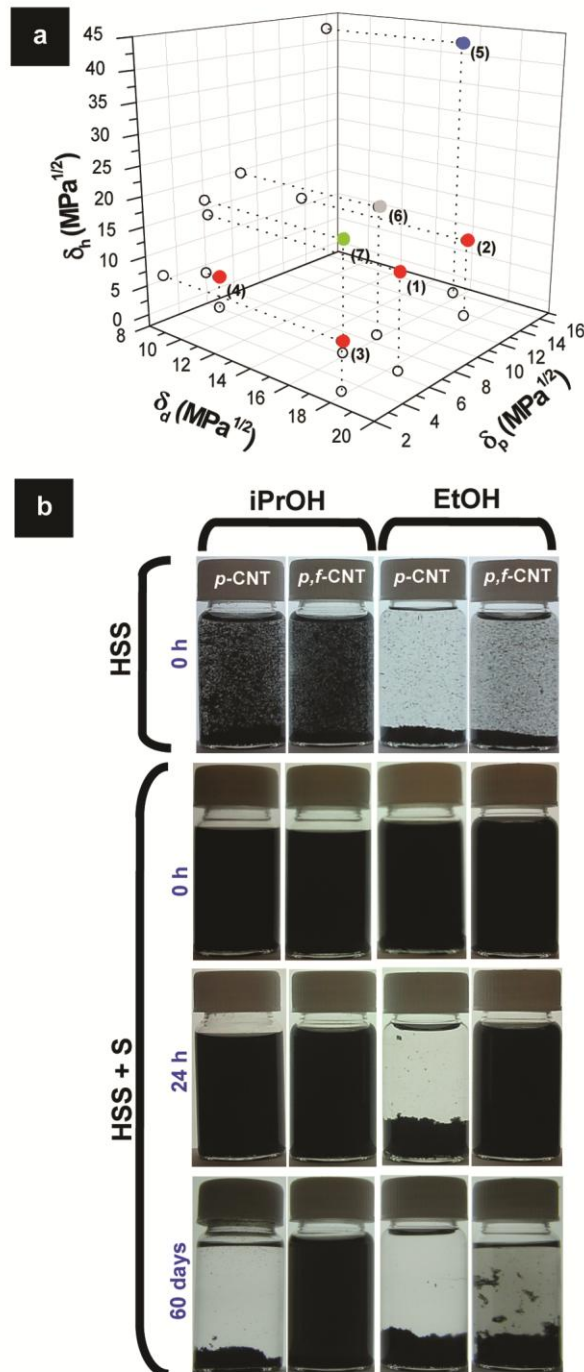 a
45
40
35
30
25
20
15
10
5
0
δh (MPa1/2)
(5)
(6)
(2)
(7)
(1)
(4)
(3)
8
10
12
14
16
18
20
δd (MPa1/2)
2
4
6
8
10
12
14
16
δp (MPa1/2)
b
iPrOH EtOH
p-CNT p,f-CNT p-CNT p,f-CNT
HSS
0 h
HSS + S
0 h
24 h
60 days